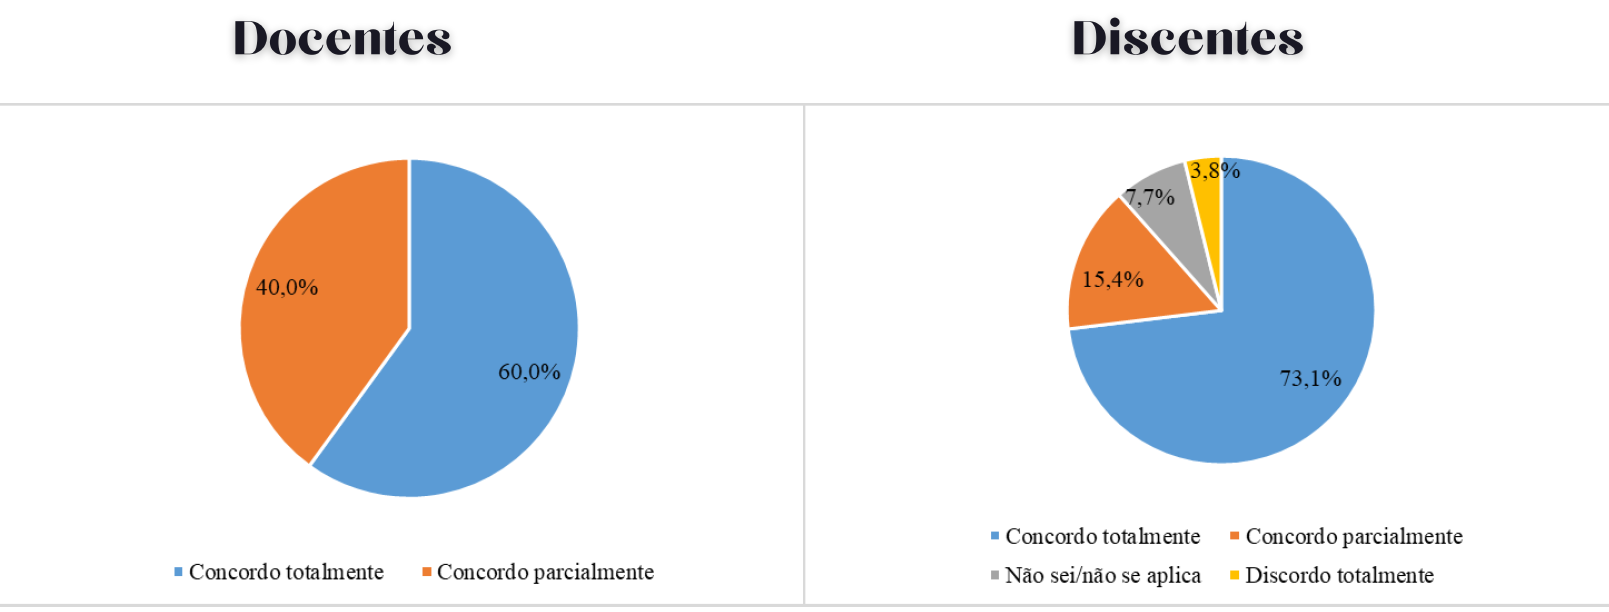 Docentes
Discentes
40,0%
60,0%
Concordo totalmente
Concordo parcialmente
3,8%
7,7%
15,4%
73,1%
Concordo totalmente
Concordo parcialmente
Não sei/não se aplica
Discordo totalmente